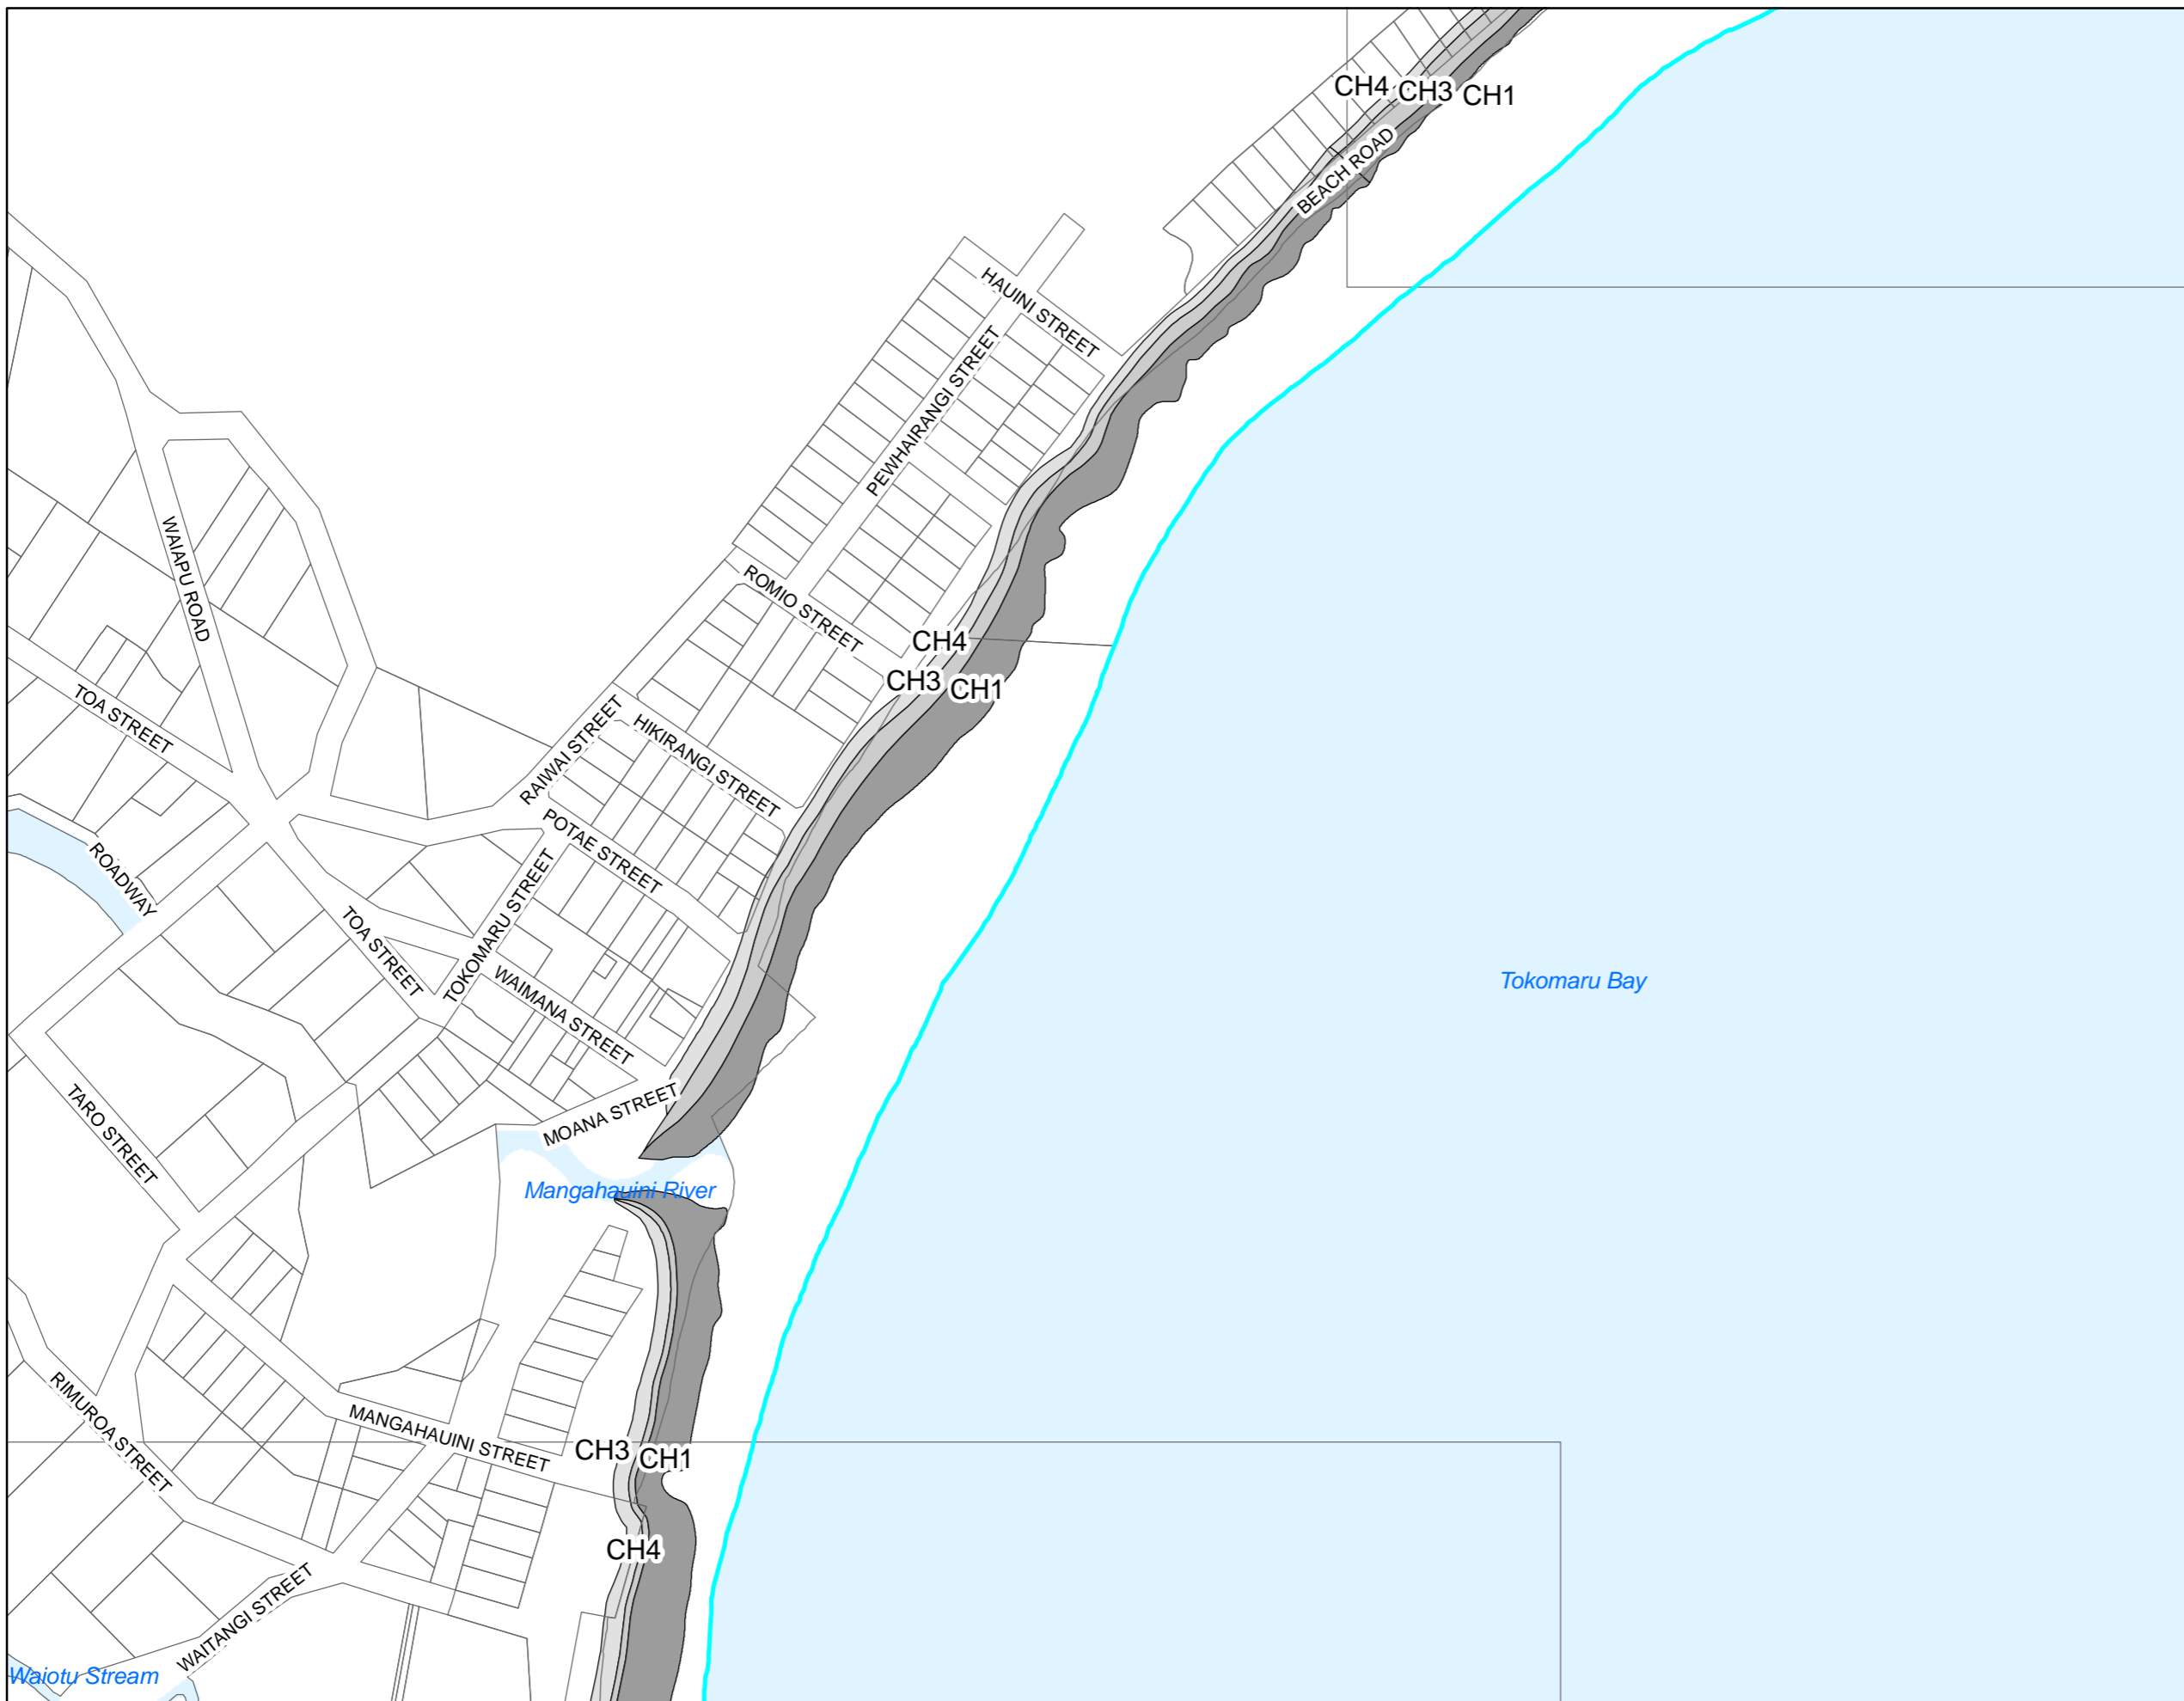 CH4
CH3
CH1
BEACH ROAD
HAUINI STREET
PEWHAIRANGI STREET
WAIAPU ROAD
ROMIO STREET
CH4
CH3
CH1
TOA STREET
RAIWAI STREET
HIKIRANGI STREET
POTAE STREET
ROADWAY
TOKOMARU STREET
TOA STREET
WAIMANA STREET
Tokomaru Bay
TARO STREET
MOANA STREET
Mangahauini River
RIMUROA STREET
MANGAHAUINI STREET
CH3
CH1
CH4
WAITANGI STREET
Waiotu Stream